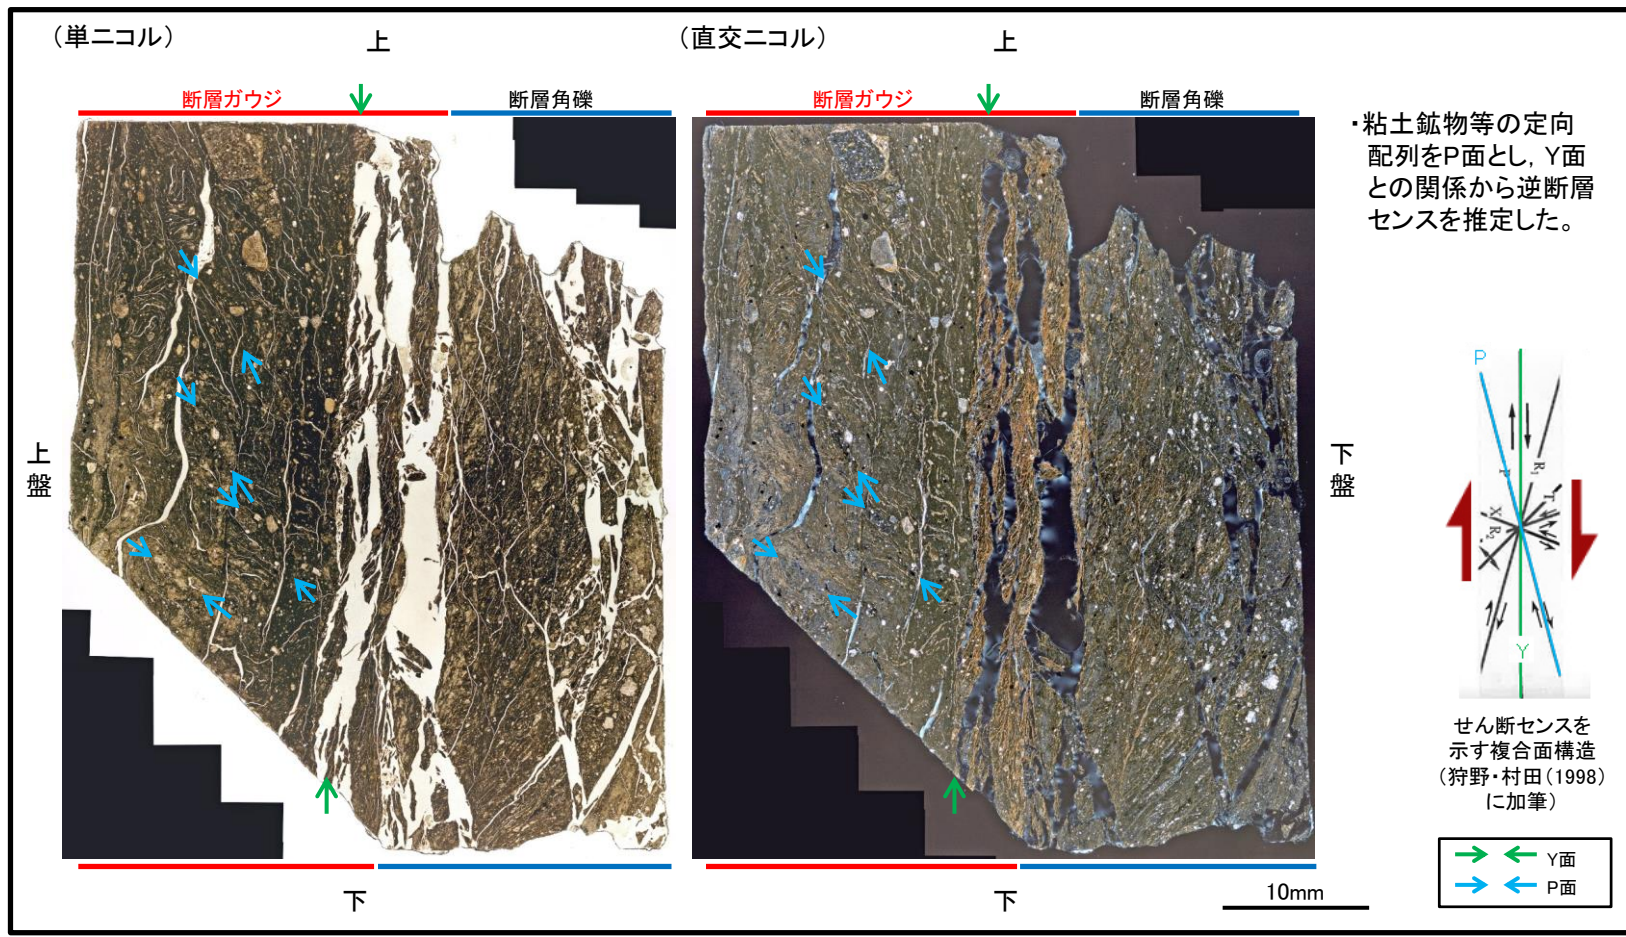 (単ニコル)
上
(直交ニコル)
上
断層ガウジ
断層角礫
断層ガウジ
断層角礫
・粘土鉱物等の定向
配列をP面とし, Y面
との関係から逆断層
センスを推定した。
上
盤
下
盤
P
R₁
P
T
X
R₂
Y
せん断センスを
示す複合面構造
(狩野・村田(1998)
に加筆)
下
下
10mm
Y面
P面